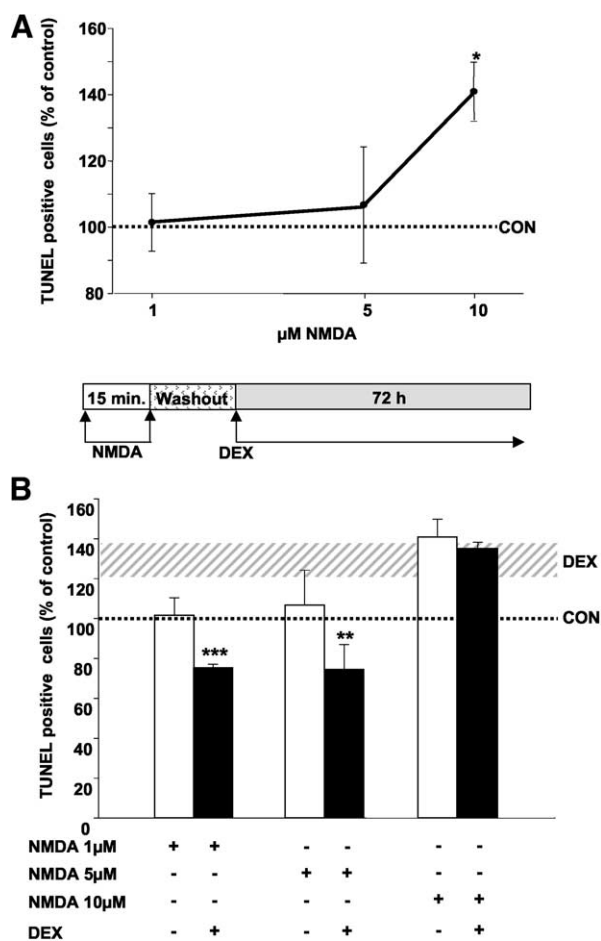 A
160
140
120
100
80
TUNEL positive cells (% of control)
*
CON
1 5 10
µM NMDA
15 min. Washout 72 h
NMDA DEX
B
160
140
120
100
80
60
40
20
0
TUNEL positive cells (% of control)
DEX
CON
*** **
NMDA 1µM + + - - - -
NMDA 5µM - - + + - -
NMDA 10µM - - - - + +
DEX - + - + - +